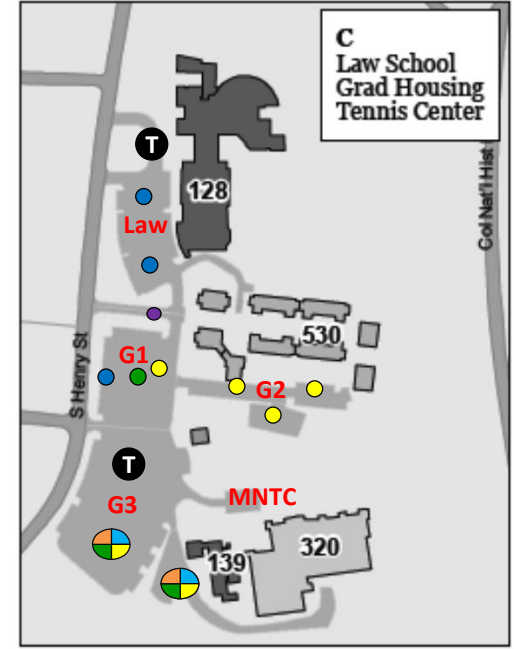 C
Law School
Grad Housing
Tennis Center
T
128
Col Nat'l Hist
Law
530
S Henry St
G1
G2
T
G3
MNTC
320
139